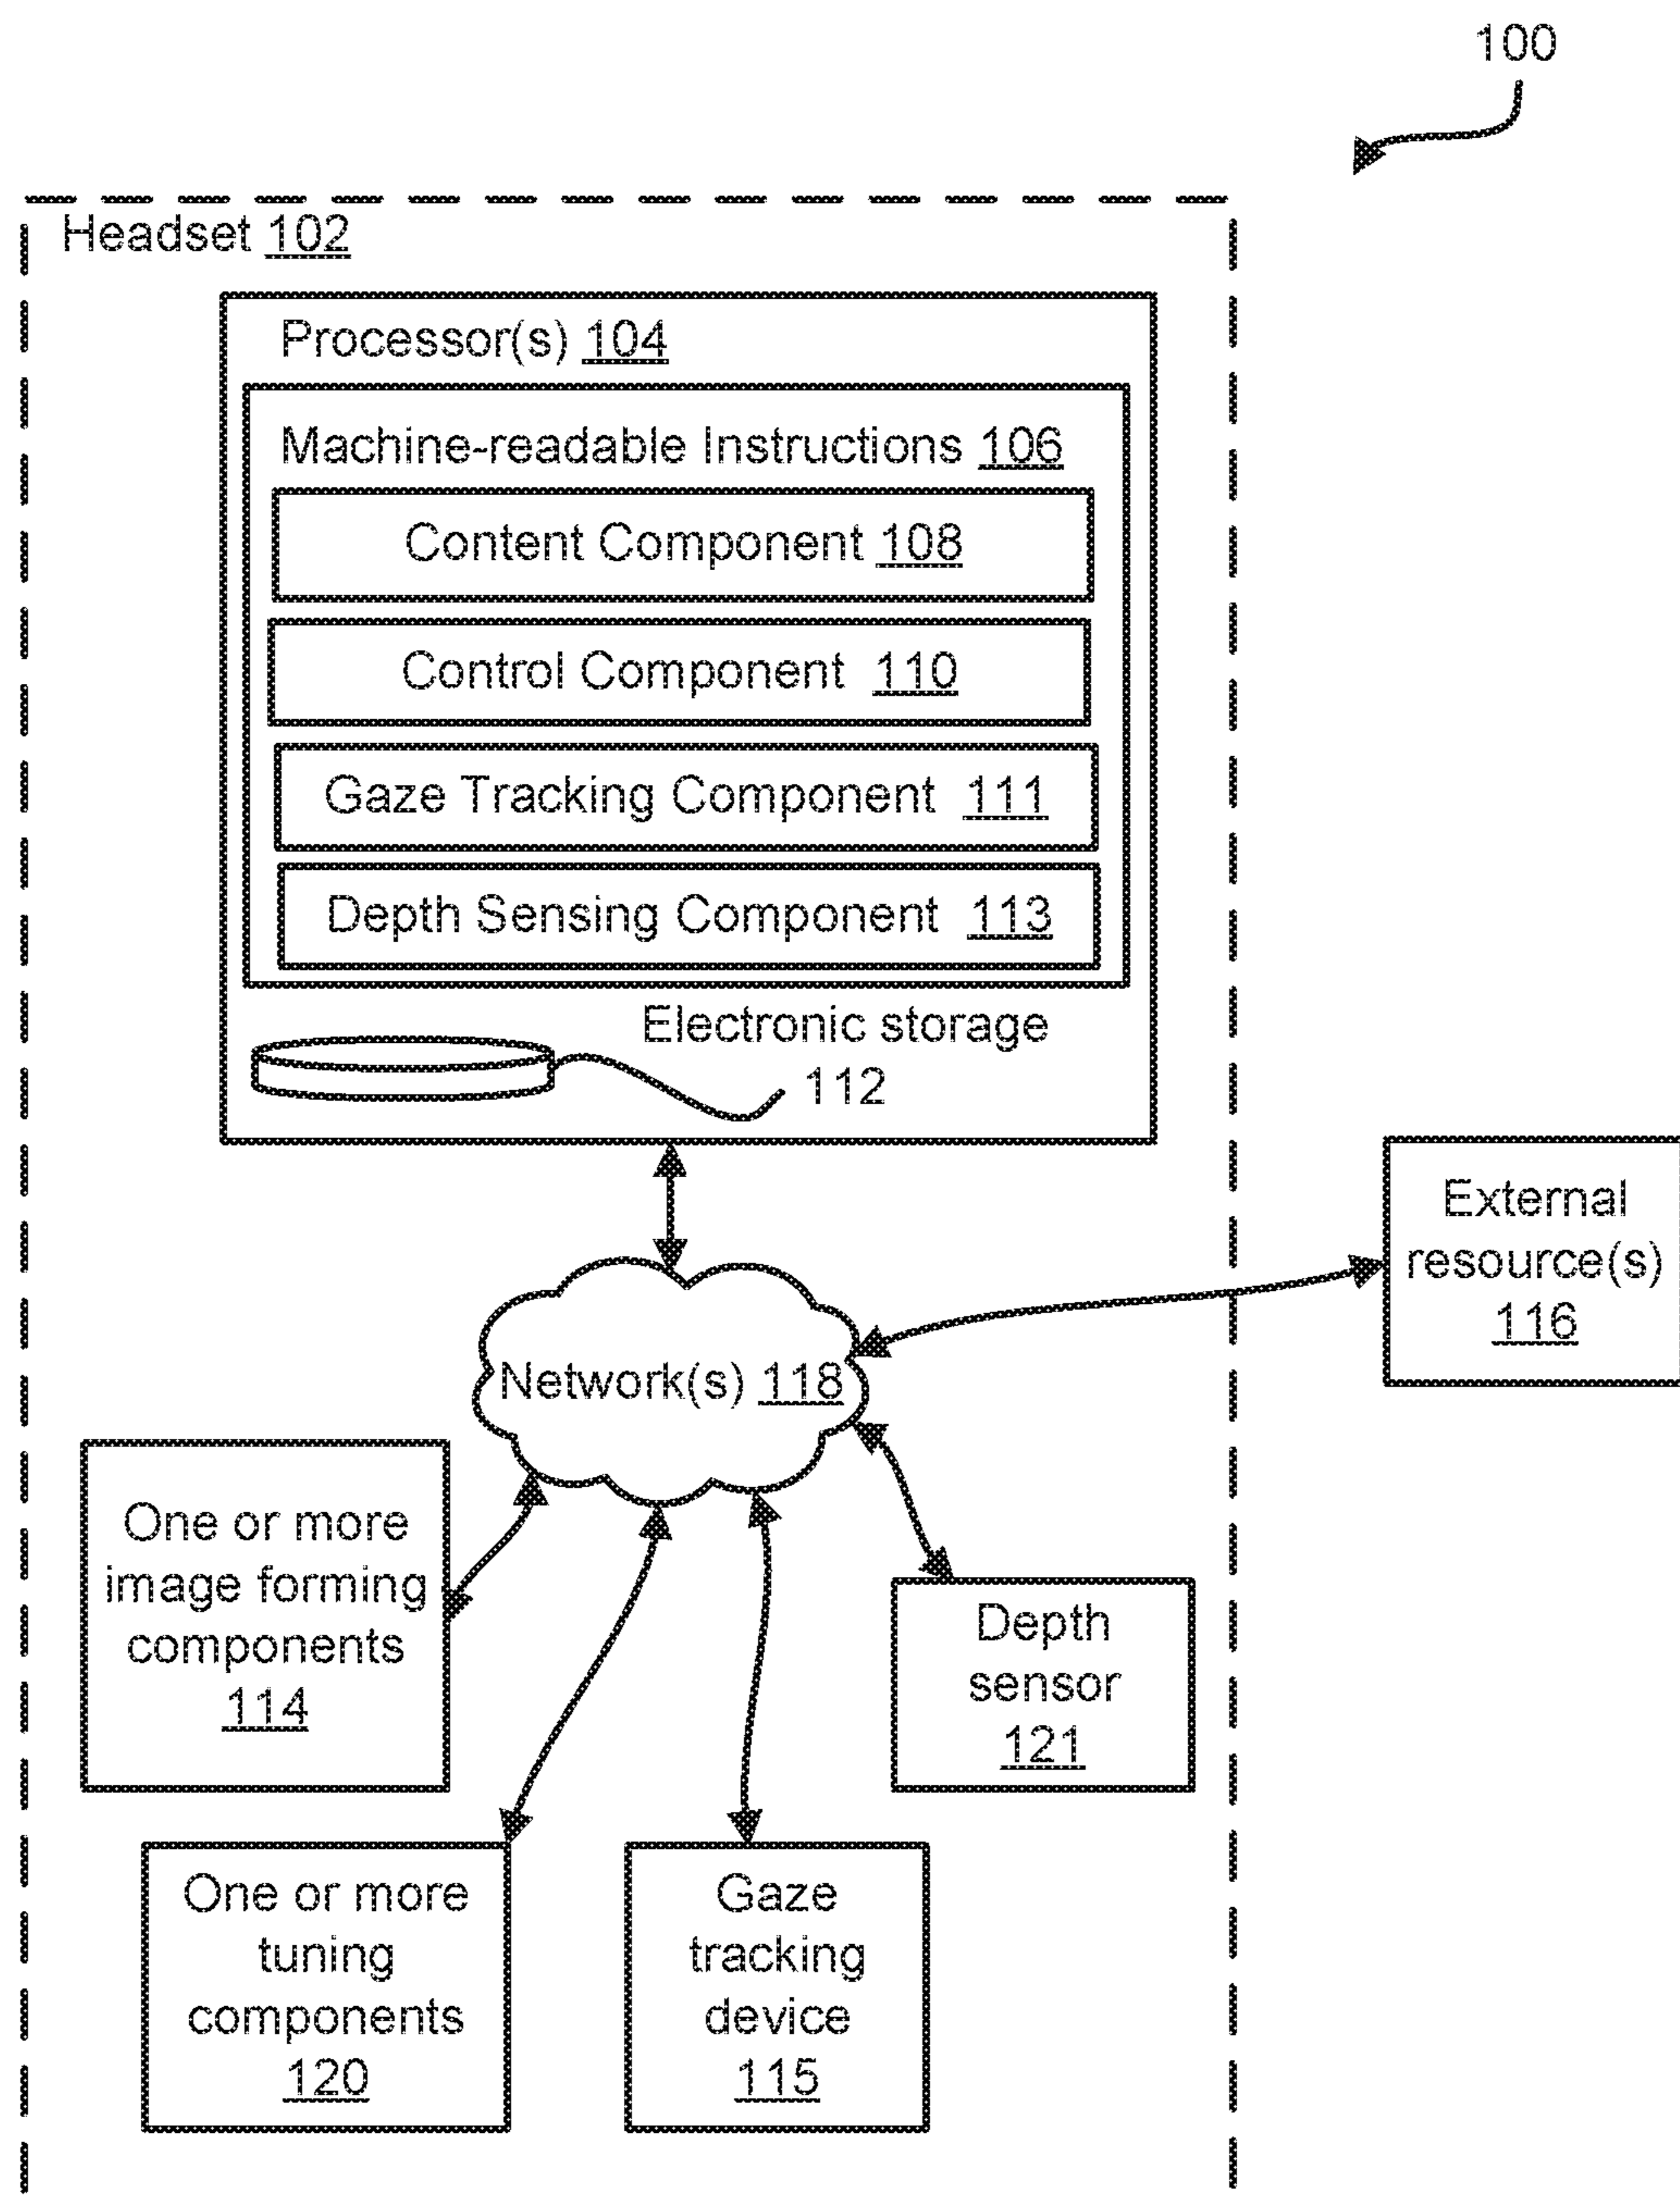 100
Headset 102
Processor(s) 104
Machine-readable Instructions 106
Content Component 108
Control Component 110
Gaze Tracking Component 111
Depth Sensing Component 113
Electronic storage
112
External
resource(s)
116
Network(s) 118
One or more
image forming
components
114
Depth
sensor
121
One or more
tuning
components
120
Gaze
tracking
device
115